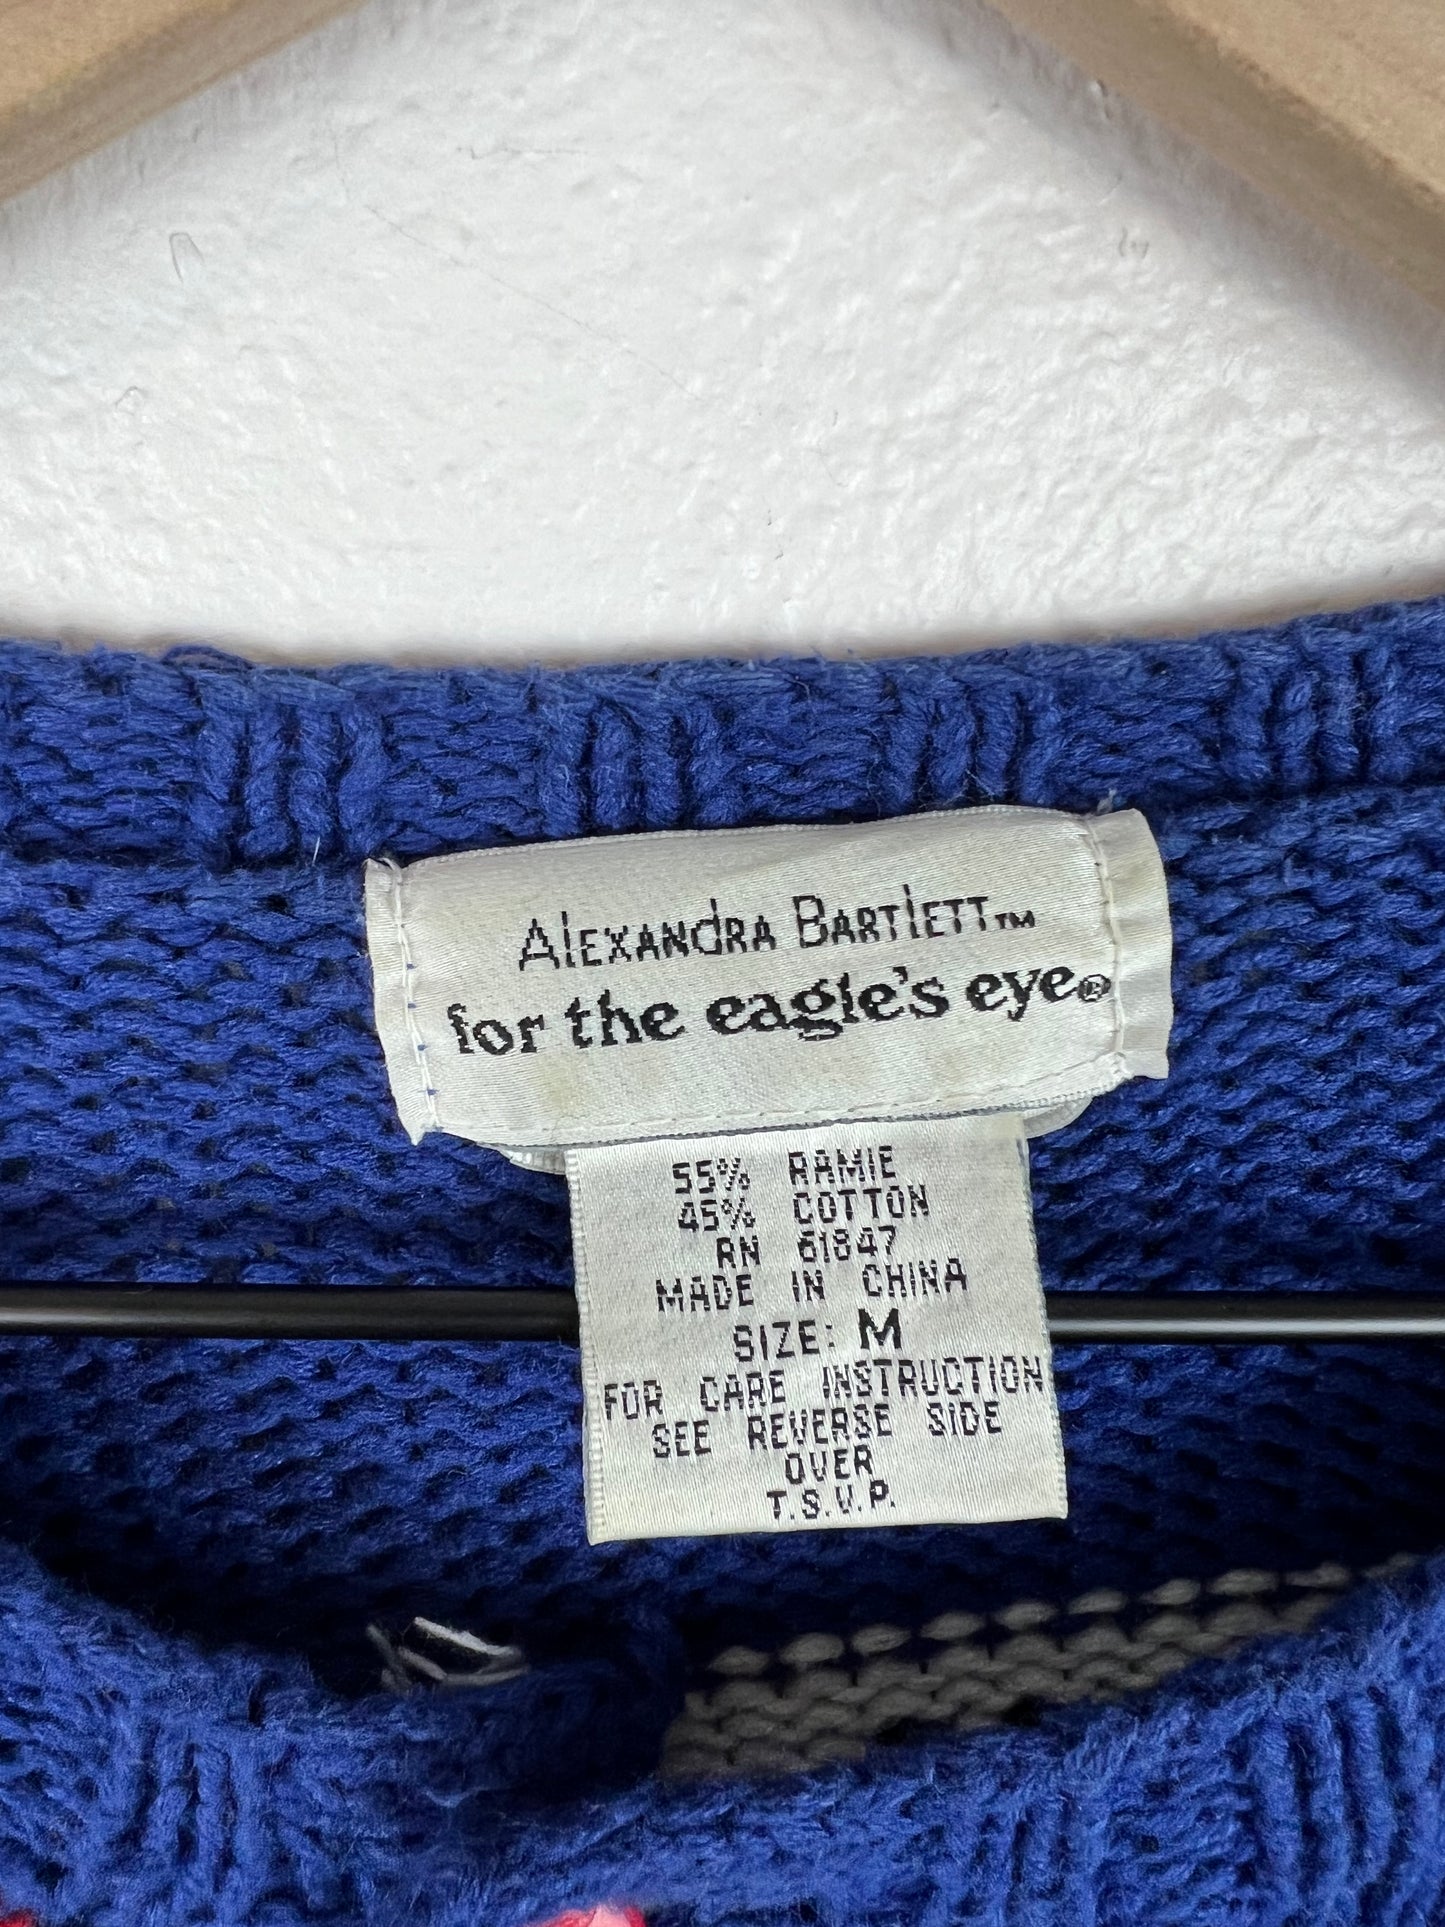 Alexandra Bartlett™
for the eagle's eye®
55% RAMIE
45% COTTON
RN 61847
MADE IN CHINA
SIZE: M
FOR CARE INSTRUCTION
SEE REVERSE SIDE
OVER
T.S.V.P.